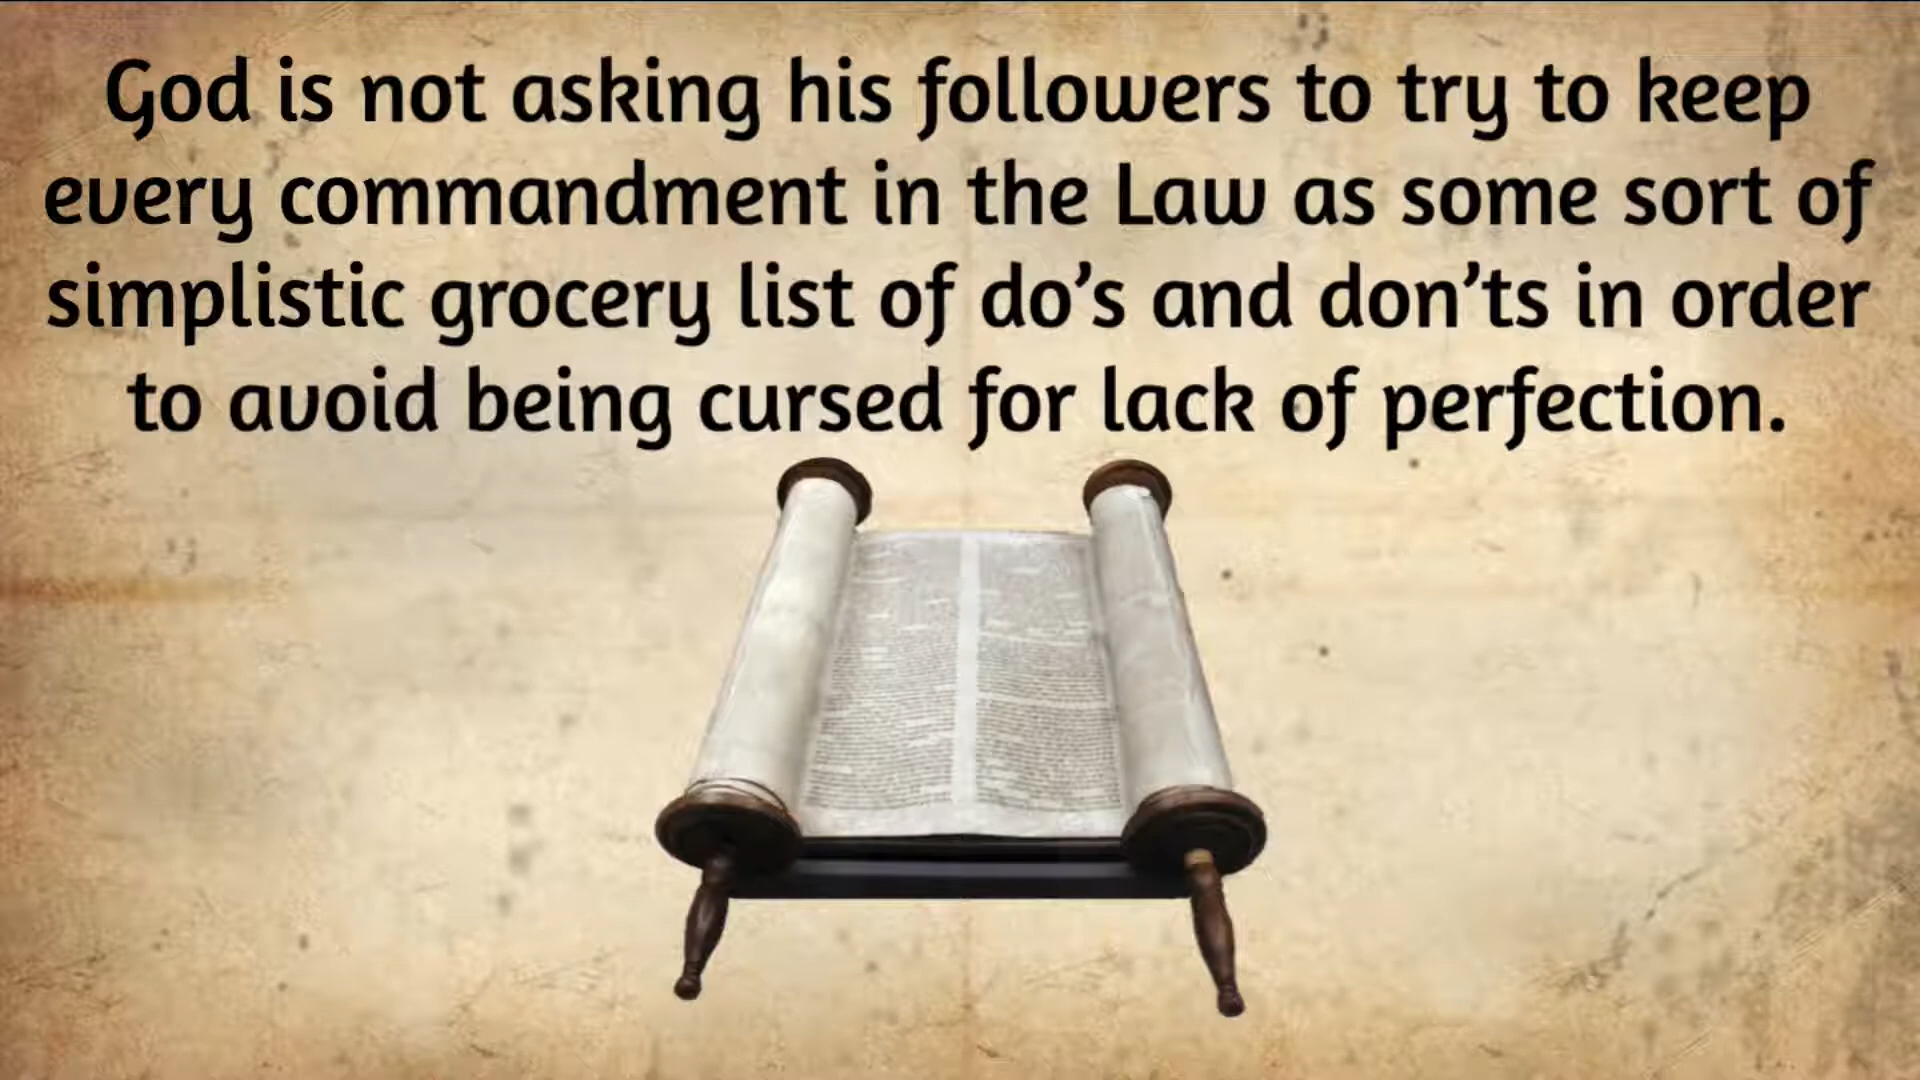 God is not asking his followers to try to keep
every commandment in the Law as some sort of
simplistic grocery list of do’s and don’ts in order
to avoid being cursed for lack of perfection.